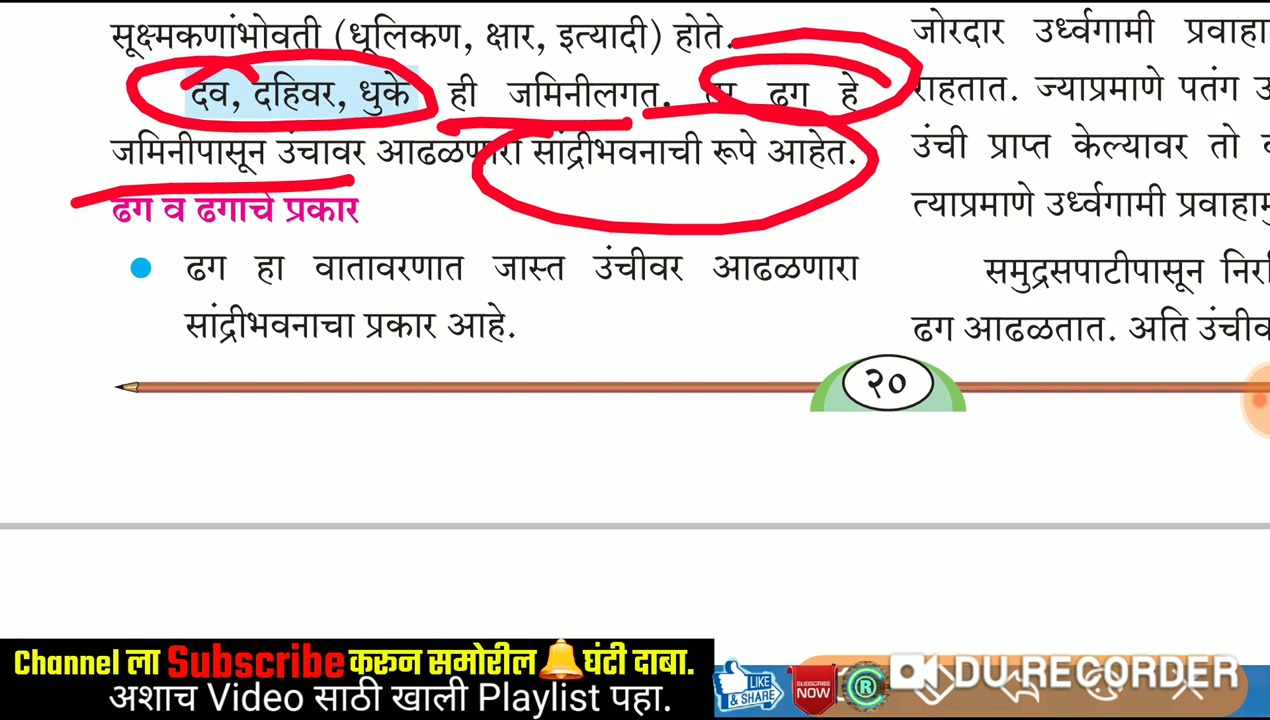 सूक्ष्मकणांभोवती (धूलिकण, क्षार, इत्यादी) होते.
दव, दहिवर, धुके ही जमिनीलगत, तर ढग हे
जमिनीपासून उंचावर आढळणारी सांद्रीभवनाची रूपे आहेत.
ढग व ढगाचे प्रकार
ढग हा वातावरणात जास्त उंचीवर आढळणारा
सांद्रीभवनाचा प्रकार आहे.
जोरदार उर्ध्वगामी
राहतात. ज्याप्रमाणे पतंग
उंची प्राप्त केल्यावर तो
त्याप्रमाणे उर्ध्वगामी
समुद्रसपाटीपासून
ढग आढळतात. अति
२०
Channel ला Subscribe करून समोरील घंटी दाबा.
अशाच Video साठी खाली Playlist पहा.
LIKE & SHARE
SUBSCRIBE NOW
R
DU RECORDER